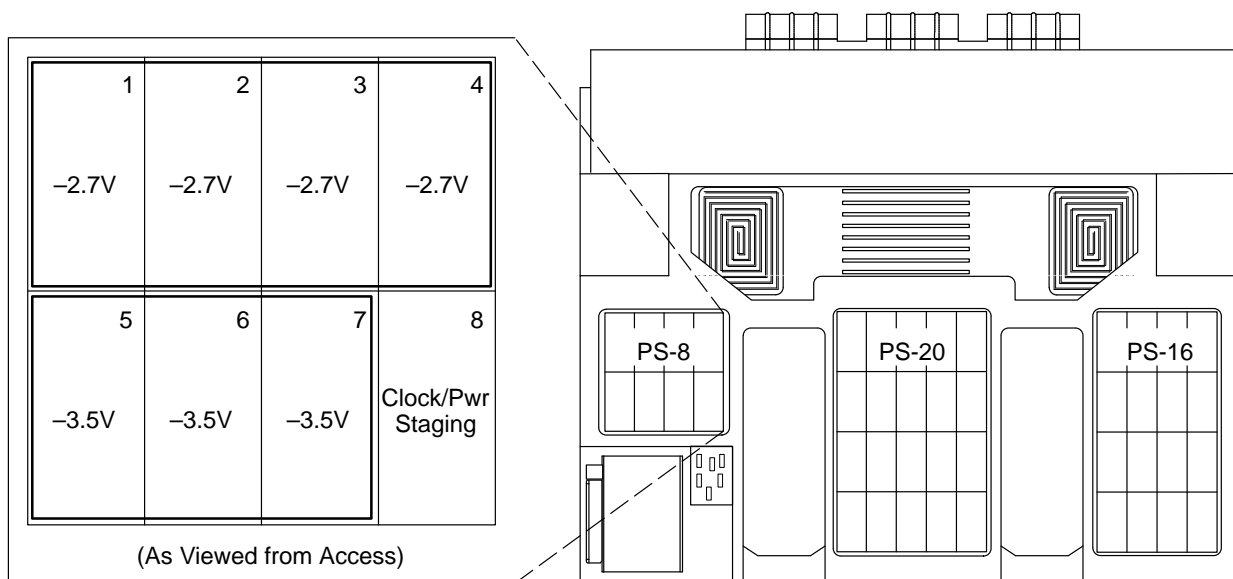 1 2 3 4
–2.7V –2.7V –2.7V –2.7V
5 6 7 8
–3.5V –3.5V –3.5V Clock/Pwr
Staging
(As Viewed from Access)
PS-8 PS-20 PS-16